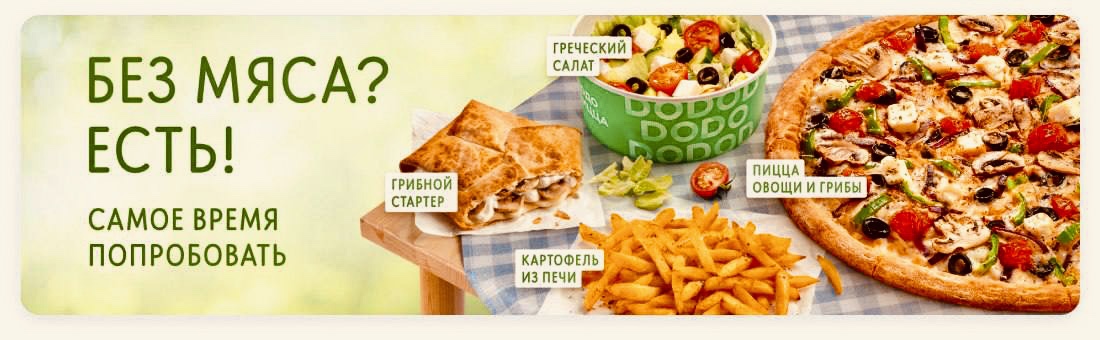 БЕЗ МЯСА?
ЕСТЬ!
САМОЕ ВРЕМЯ
ПОПРОБОВАТЬ
ГРЕЧЕСКИЙ
САЛАТ
DODO
DODO
DODO
ГРИБНОЙ
СТАРТЕР
ПИЦЦА
ОВОЩИ И ГРИБЫ
КАРТОФЕЛЬ
ИЗ ПЕЧИ